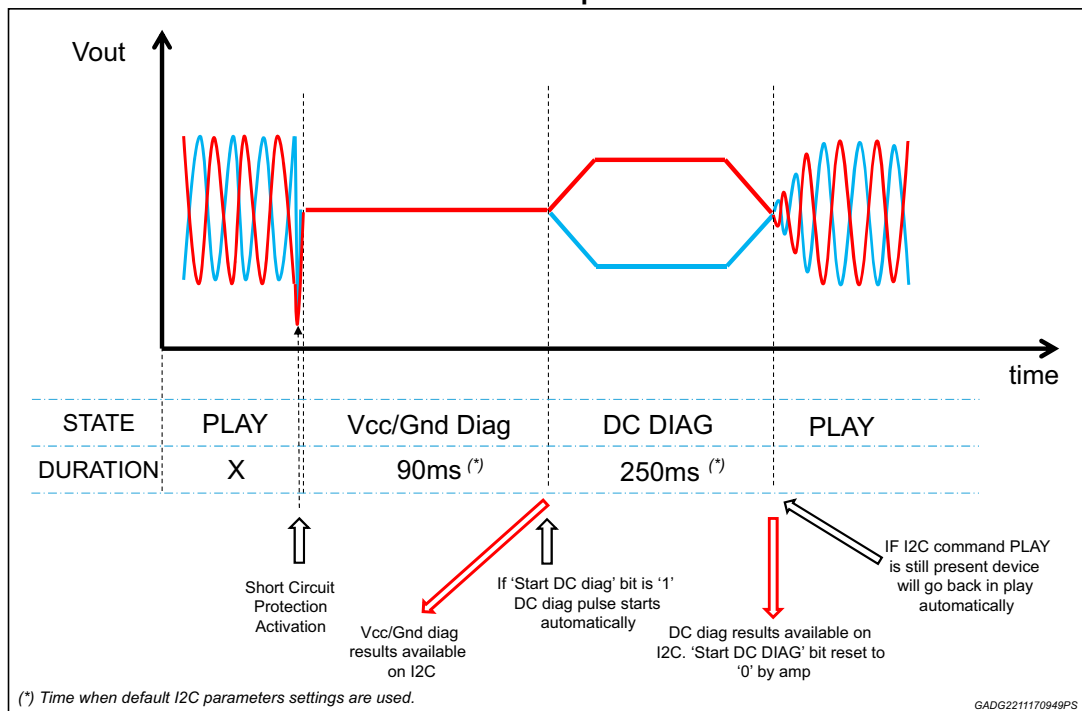 Vout
time
STATE PLAY Vcc/Gnd Diag DC DIAG PLAY
DURATION X 90ms (*) 250ms (*)
Short Circuit
Protection
Activation
Vcc/Gnd diag
results available
on I2C
If ‘Start DC diag’ bit is ‘1’
DC diag pulse starts
automatically
DC diag results available on
I2C. ‘Start DC DIAG’ bit reset to
‘0’ by amp
IF I2C command PLAY
is still present device
will go back in play
automatically
(*) Time when default I2C parameters settings are used.
GADG2211170949PS